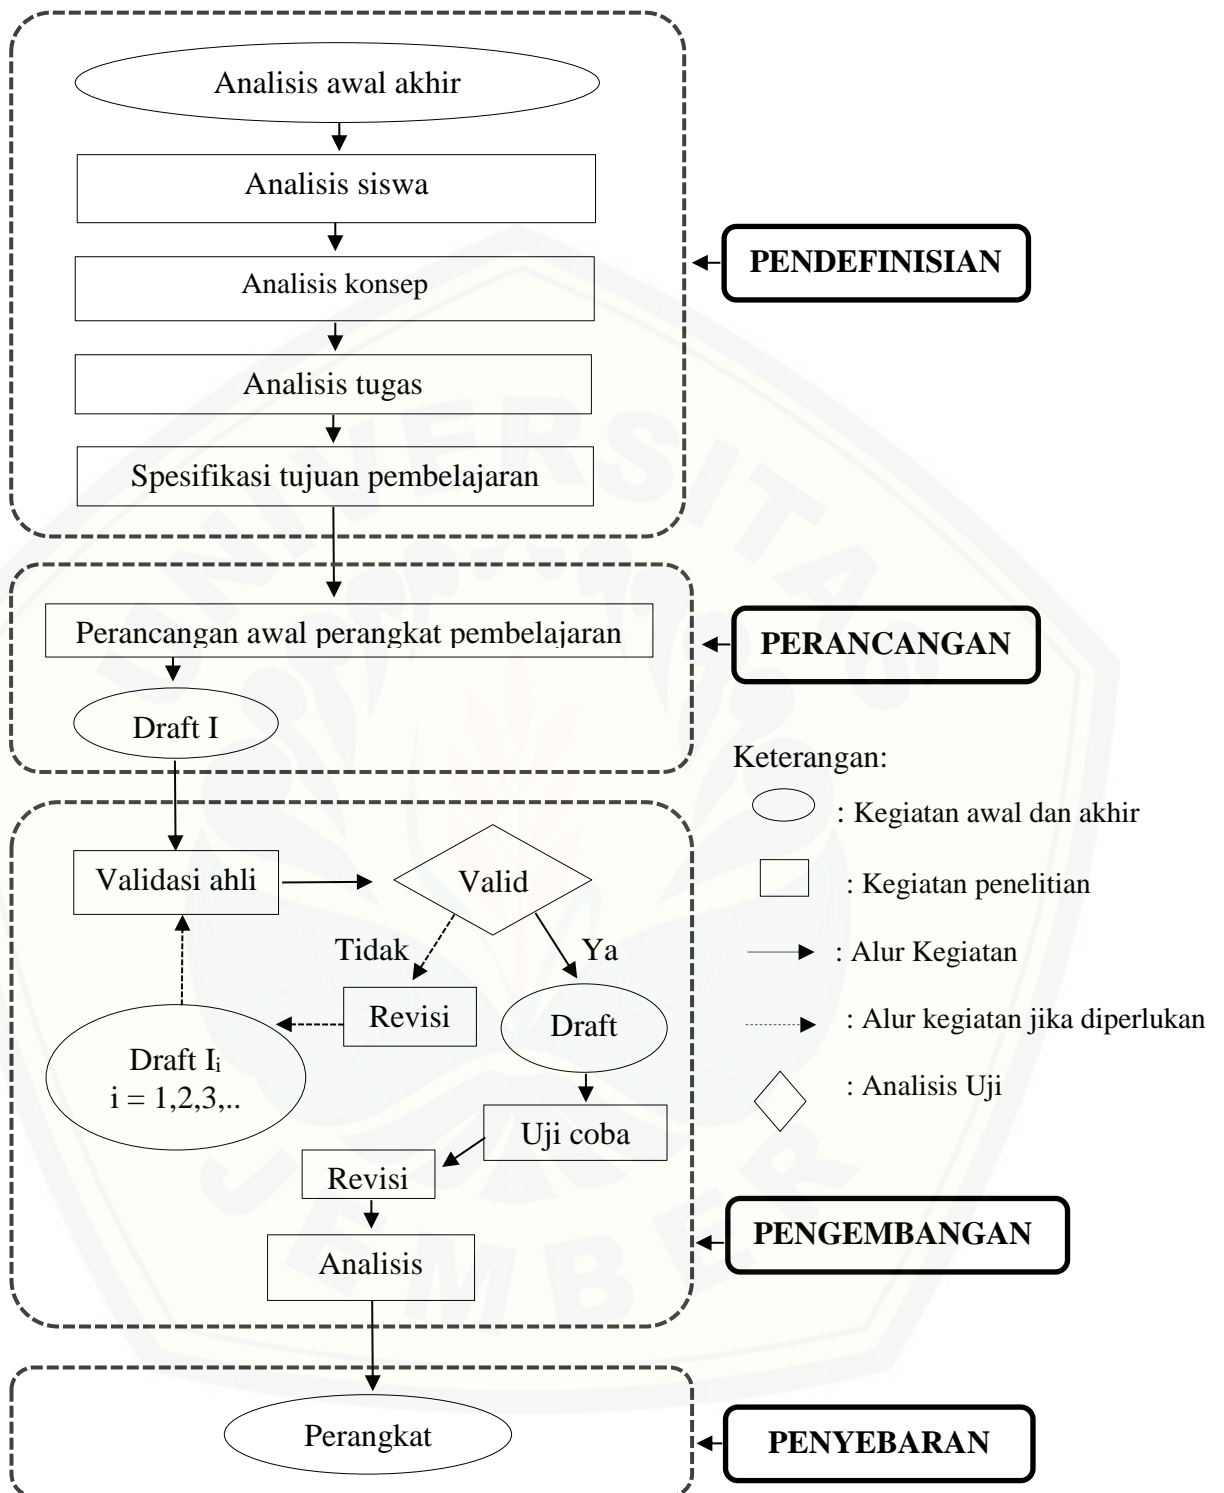 Analisis awal akhir
Analisis siswa
PENDEFINISIAN
Analisis konsep
Analisis tugas
Spesifikasi tujuan pembelajaran
Perancangan awal perangkat pembelajaran
PERANCANGAN
Draft I
Keterangan:
: Kegiatan awal dan akhir
: Kegiatan penelitian
: Alur Kegiatan
: Alur kegiatan jika diperlukan
: Analisis Uji
Validasi ahli
Valid
Tidak
Ya
Revisi
Draft
Draft Iᵢ
i = 1,2,3,..
Uji coba
Revisi
Analisis
PENGEMBANGAN
Perangkat
PENYEBARAN
UNIVERSITAS
JEMBER